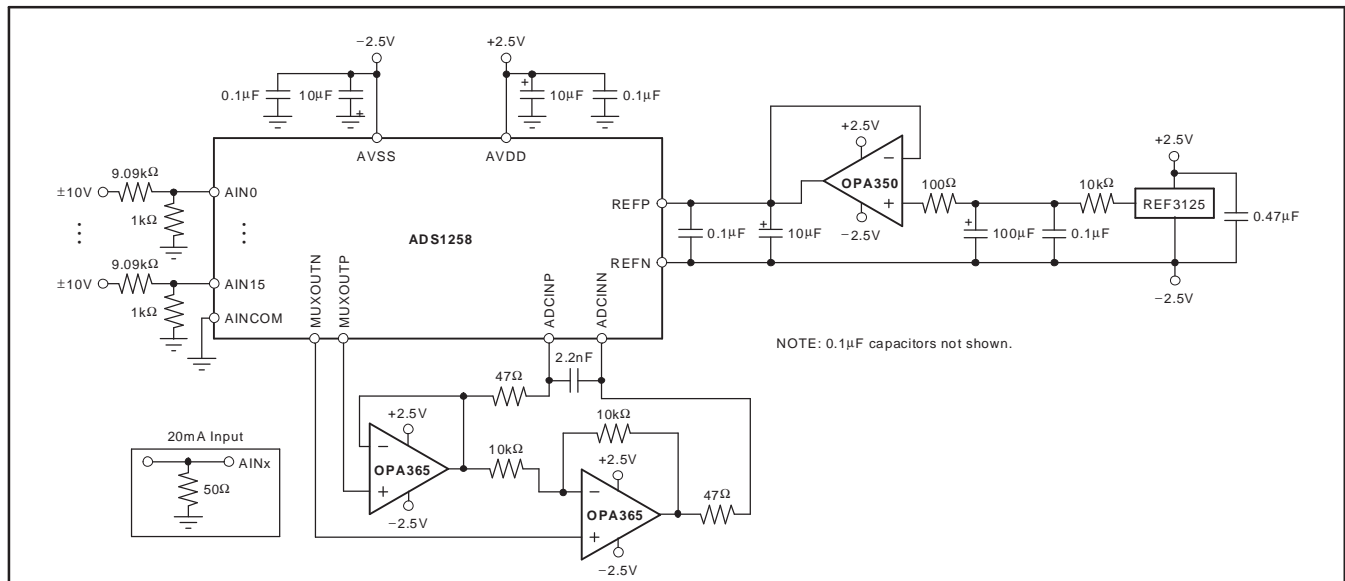 −2.5V
+2.5V
0.1µF
10µF
+
+
10µF
0.1µF
AVSS
AVDD
9.09kΩ
±10V
AIN0
1kΩ
ADS1258
9.09kΩ
±10V
AIN15
1kΩ
AINCOM
MUXOUTN
MUXOUTP
ADCINP
ADCINN
REFP
REFN
0.1µF
+
10µF
+2.5V
−
OPA350
+
−2.5V
100Ω
+
100µF
0.1µF
10kΩ
+2.5V
REF3125
0.47µF
−2.5V
NOTE: 0.1µF capacitors not shown.
2.2nF
47Ω
+2.5V
−
OPA365
+
−2.5V
10kΩ
10kΩ
+2.5V
−
OPA365
+
−2.5V
47Ω
20mA Input
AINx
50Ω